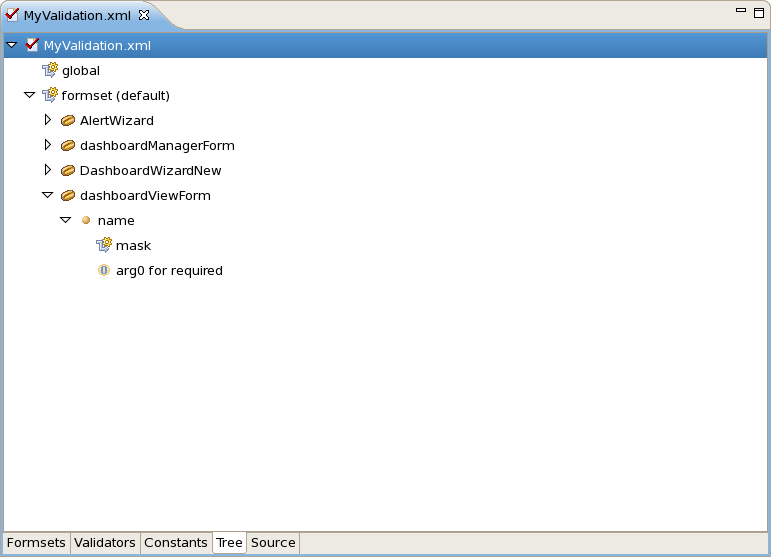 MyValidation.xml
MyValidation.xml
global
formset (default)
AlertWizard
dashboardManagerForm
DashboardWizardNew
dashboardViewForm
name
mask
arg0 for required
Formsets Validators Constants Tree Source